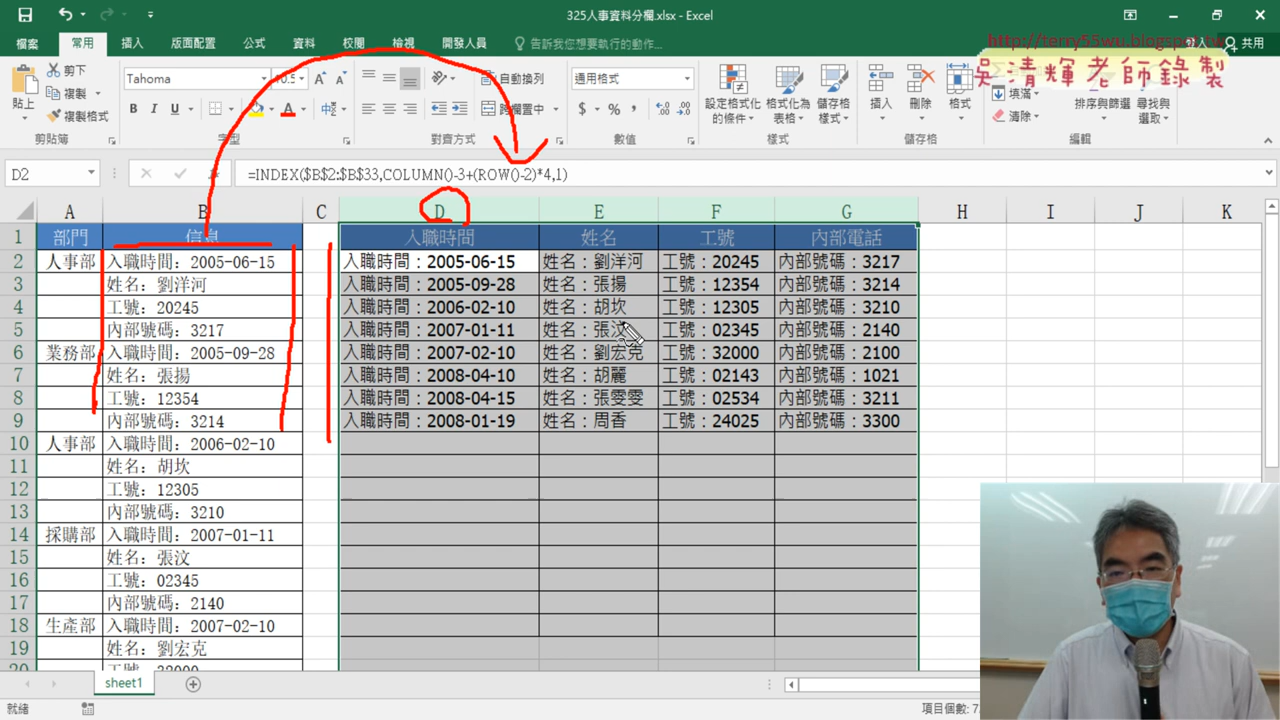 325人事資料分欄.xlsx - Excel
http://terry55wu.blogspot.tw
吳清輝老師錄製
檔案 常用 插入 版面配置 公式 資料 校閱 檢視 開發人員 告訴我您想要執行的動作... 登入 共用
貼上 剪下 複製 複製格式
Tahoma 10.5
自動換列
跨欄置中
通用格式
設定格式化的條件 格式化為表格 儲存格樣式
插入 刪除 格式
填滿 清除
排序與篩選 尋找與選取
剪貼簿 字型 對齊方式 數值 樣式 儲存格 編輯
D2 =INDEX($B$2:$B$33,COLUMN()-3+(ROW()-2)*4,1)
A B C D E F G H I J K
1 部門 信息 入職時間 姓名 工號 內部電話
2 人事部 入職時間: 2005-06-15 入職時間：2005-06-15 姓名：劉洋河 工號：20245 內部號碼：3217
3 姓名: 劉洋河 入職時間：2005-09-28 姓名：張揚 工號：12354 內部號碼：3214
4 工號: 20245 入職時間：2006-02-10 姓名：胡坎 工號：12305 內部號碼：3210
5 內部號碼: 3217 入職時間：2007-01-11 姓名：張汶 工號：02345 內部號碼：2140
6 業務部 入職時間: 2005-09-28 入職時間：2007-02-10 姓名：劉宏克 工號：32000 內部號碼：2100
7 姓名: 張揚 入職時間：2008-04-10 姓名：胡麗 工號：02143 內部號碼：1021
8 工號: 12354 入職時間：2008-04-15 姓名：張雯雯 工號：02534 內部號碼：3211
9 內部號碼: 3214 入職時間：2008-01-19 姓名：周香 工號：24025 內部號碼：3300
10 人事部 入職時間: 2006-02-10
11 姓名: 胡坎
12 工號: 12305
13 內部號碼: 3210
14 採購部 入職時間: 2007-01-11
15 姓名: 張汶
16 工號: 02345
17 內部號碼: 2140
18 生產部 入職時間: 2007-02-10
19 姓名: 劉宏克
20 工號: 32000
sheet1
就緒 項目個數: 7